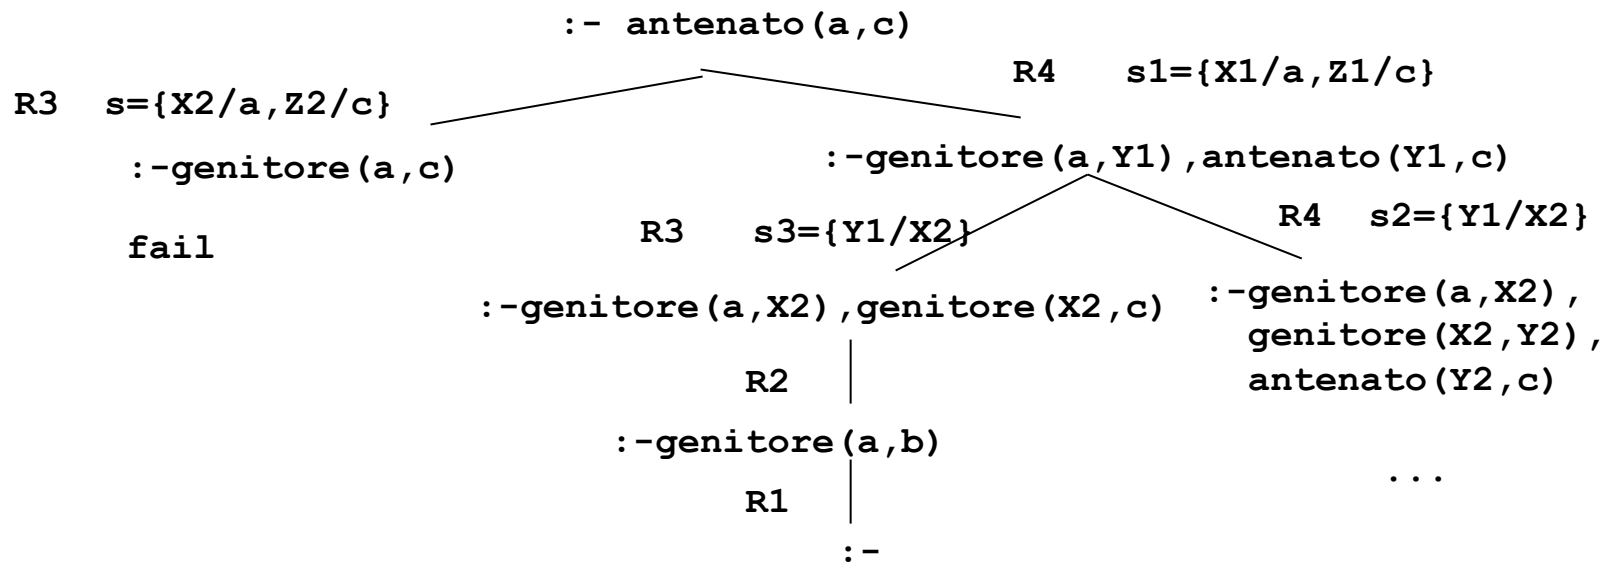 :- antenato(a,c)
R4 s1={X1/a,Z1/c}
R3 s={X2/a,Z2/c}
:-genitore(a,c)
:-genitore(a,Y1),antenato(Y1,c)
R3 s3={Y1/X2}
R4 s2={Y1/X2}
fail
:-genitore(a,X2),genitore(X2,c)
:-genitore(a,X2),
genitore(X2,Y2),
antenato(Y2,c)
R2
:-genitore(a,b)
...
R1
:-